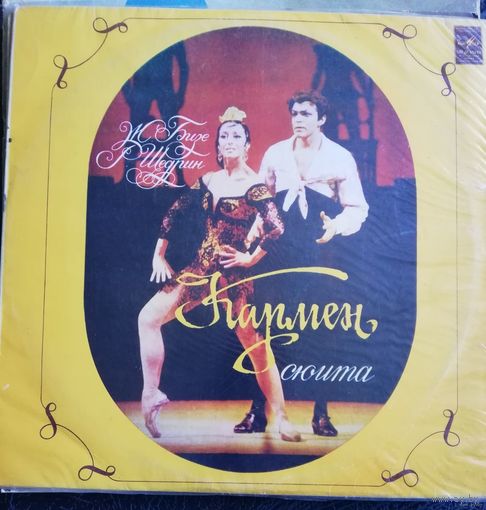 Ж. Бизе
Р. Щедрин
Кармен
сюита